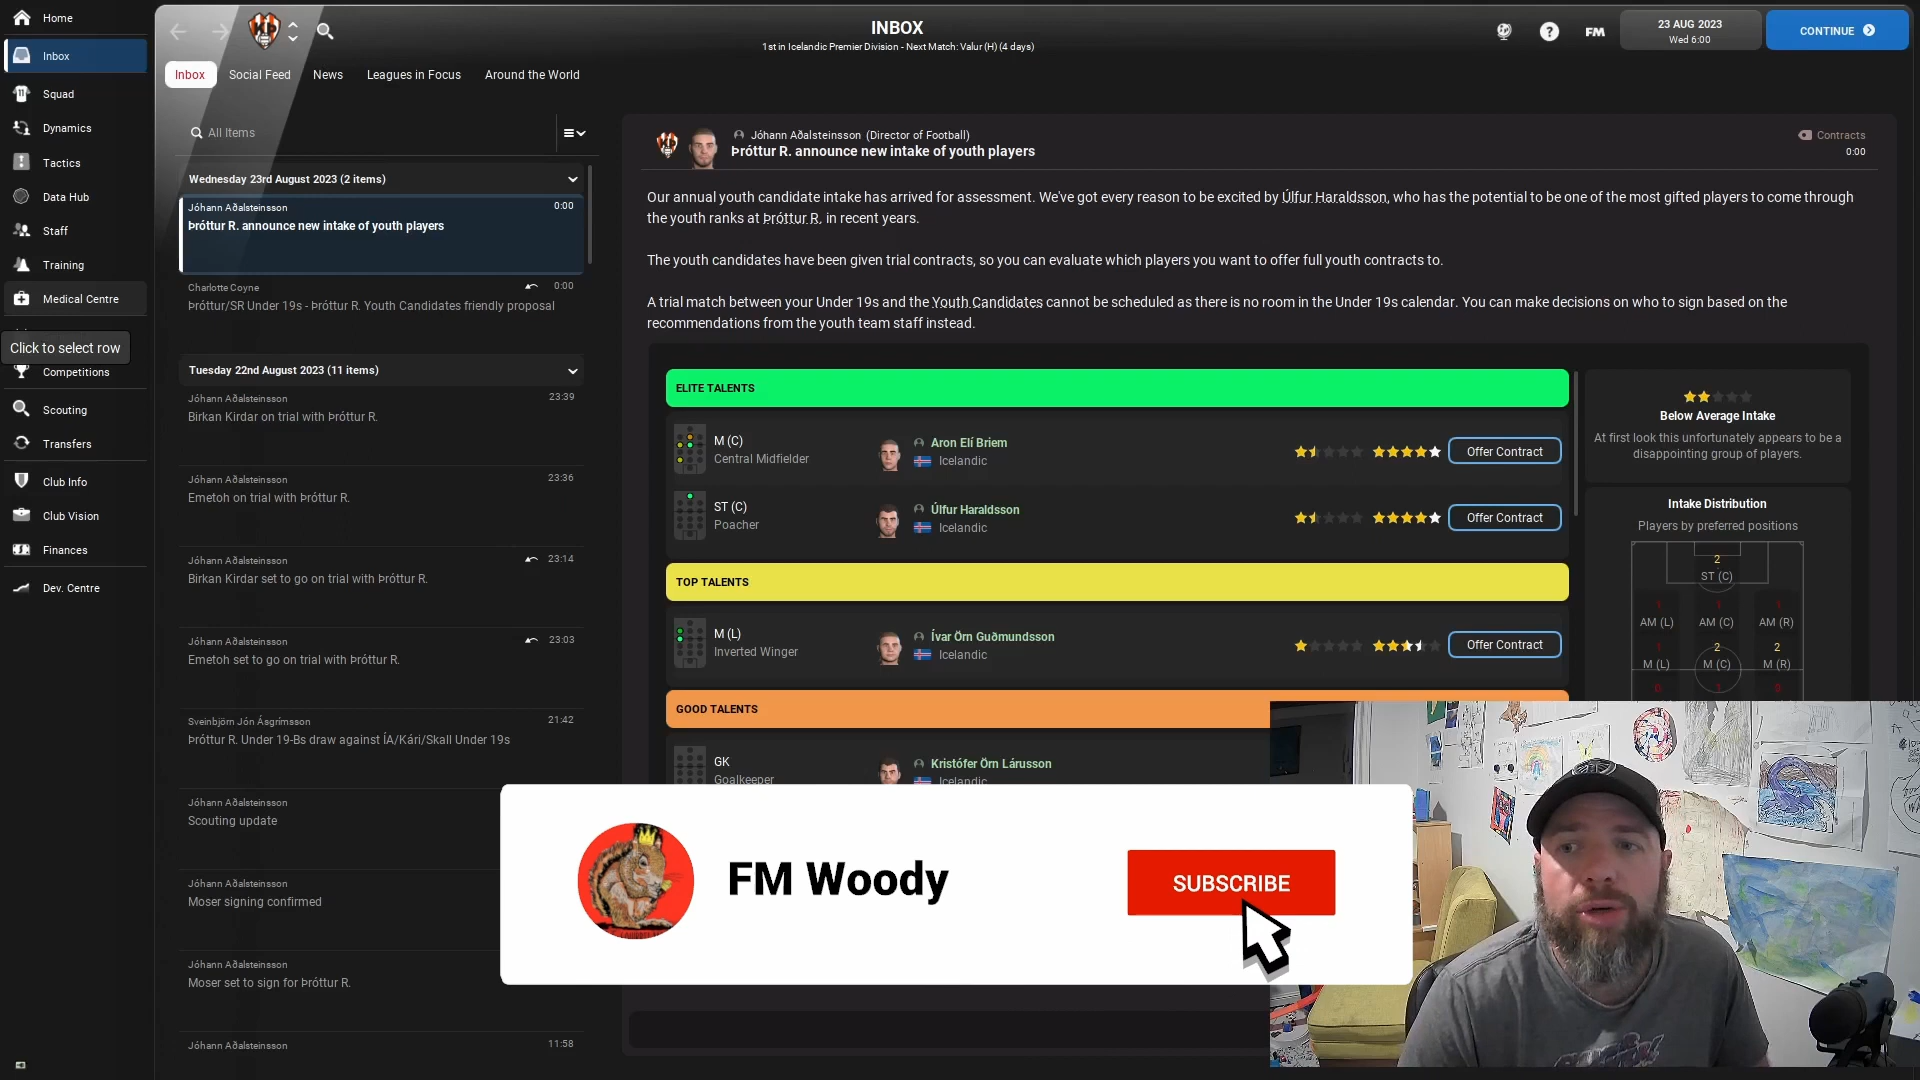 Home
Inbox
Squad
Dynamics
Tactics
Data Hub
Staff
Training
Medical Centre
Click to select row
Competitions
Scouting
Transfers
Club Info
Club Vision
Finances
Dev. Centre
INBOX
1st in Icelandic Premier Division - Next Match: Valur (H) (4 days)
FM
23 AUG 2023
Wed 6:00
CONTINUE
Inbox
Social Feed
News
Leagues in Focus
Around the World
All Items
Wednesday 23rd August 2023 (2 items)
Jóhann Aðalsteinsson 0:00
Þróttur R. announce new intake of youth players
Charlotte Coyne 0:00
Þróttur/SR Under 19s - Þróttur R. Youth Candidates friendly proposal
Tuesday 22nd August 2023 (11 items)
Jóhann Aðalsteinsson 23:39
Birkan Kirdar on trial with Þróttur R.
Jóhann Aðalsteinsson 23:36
Emetoh on trial with Þróttur R.
Jóhann Aðalsteinsson 23:14
Birkan Kirdar set to go on trial with Þróttur R.
Jóhann Aðalsteinsson 23:03
Emetoh set to go on trial with Þróttur R.
Sveinbjörn Jón Ásgrímsson 21:42
Þróttur R. Under 19-Bs draw against ÍA/Kári/Skall Under 19s
Jóhann Aðalsteinsson
Scouting update
Jóhann Aðalsteinsson
Moser signing confirmed
Jóhann Aðalsteinsson
Moser set to sign for Þróttur R.
Jóhann Aðalsteinsson 11:58
Jóhann Aðalsteinsson (Director of Football)
Þróttur R. announce new intake of youth players
Contracts
0:00
Our annual youth candidate intake has arrived for assessment. We've got every reason to be excited by Úlfur Haraldsson, who has the potential to be one of the most gifted players to come through
the youth ranks at Þróttur R. in recent years.
The youth candidates have been given trial contracts, so you can evaluate which players you want to offer full youth contracts to.
A trial match between your Under 19s and the Youth Candidates cannot be scheduled as there is no room in the Under 19s calendar. You can make decisions on who to sign based on the
recommendations from the youth team staff instead.
ELITE TALENTS
M (C) Aron Elí Briem
Central Midfielder Icelandic
Offer Contract
ST (C) Úlfur Haraldsson
Poacher Icelandic
Offer Contract
TOP TALENTS
M (L) Ívar Örn Guðmundsson
Inverted Winger Icelandic
Offer Contract
GOOD TALENTS
GK Kristófer Örn Lárusson
Goalkeeper Icelandic
Below Average Intake
At first look this unfortunately appears to be a
disappointing group of players.
Intake Distribution
Players by preferred positions
2
ST (C)
1 1 1
AM (L) AM (C) AM (R)
1 2 2
M (L) M (C) M (R)
FM Woody
SUBSCRIBE